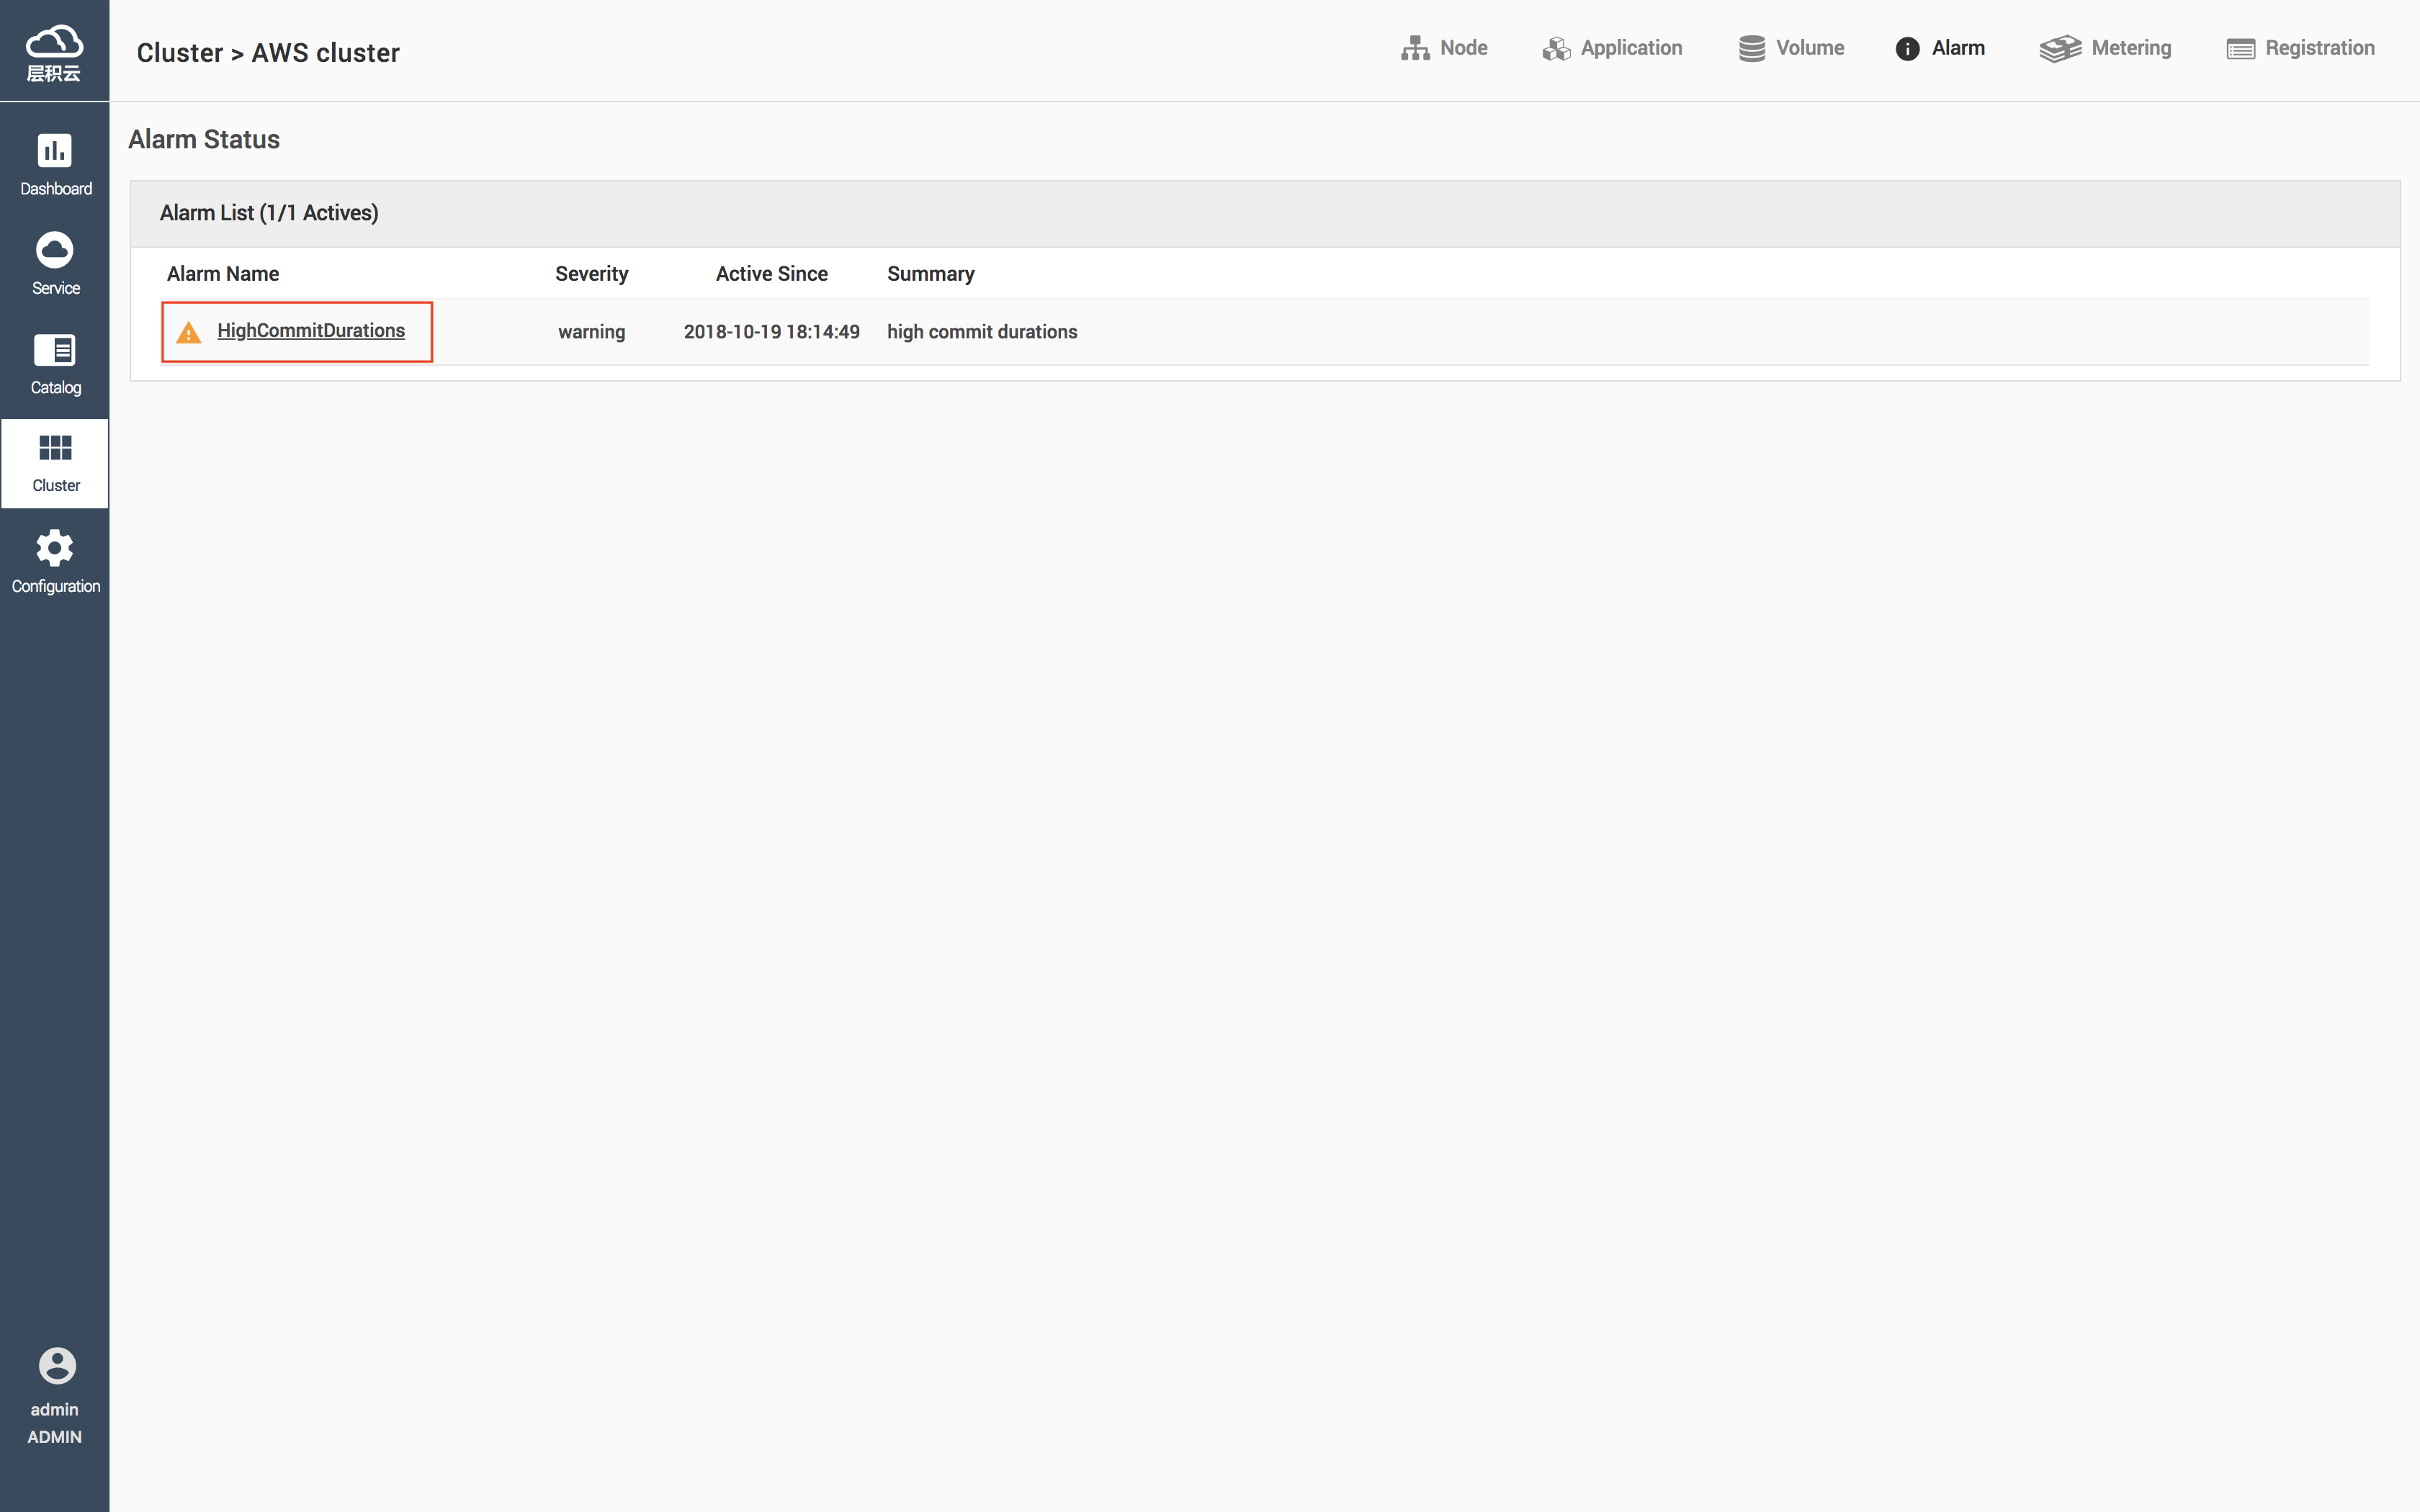 层积云
Cluster > AWS cluster
Node
Application
Volume
Alarm
Metering
Registration
Dashboard
Service
Catalog
Cluster
Configuration
admin
ADMIN
Alarm Status
Alarm List (1/1 Actives)
Alarm Name Severity Active Since Summary
HighCommitDurations warning 2018-10-19 18:14:49 high commit durations